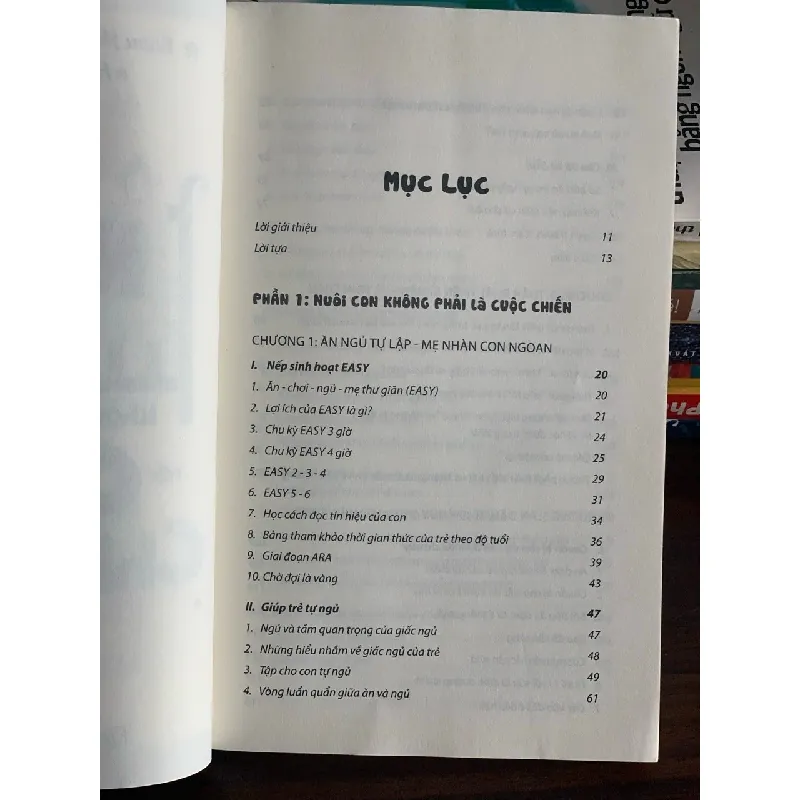 MỤC LỤC
Lời giới thiệu 11
Lời tựa 13
PHẦN 1: NUÔI CON KHÔNG PHẢI LÀ CUỘC CHIẾN
CHƯƠNG 1: ĂN NGỦ TỰ LẬP - MẸ NHÀN CON NGOAN
I. Nếp sinh hoạt EASY 20
1. Ăn - chơi - ngủ - mẹ thư giãn (EASY) 20
2. Lợi ích của EASY là gì? 21
3. Chu kỳ EASY 3 giờ 24
4. Chu kỳ EASY 4 giờ 25
5. EASY 2 - 3 - 4 29
6. EASY 5 - 6 31
7. Học cách đọc tín hiệu của con 34
8. Bảng tham khảo thời gian thức của trẻ theo độ tuổi 36
9. Giai đoạn ARA 39
10. Chờ đợi là vàng 43
II. Giúp trẻ tự ngủ 47
1. Ngủ và tầm quan trọng của giấc ngủ 47
2. Những hiểu nhầm về giấc ngủ của trẻ 48
3. Tập cho con tự ngủ 49
4. Vòng luẩn quẩn giữa ăn và ngủ 61